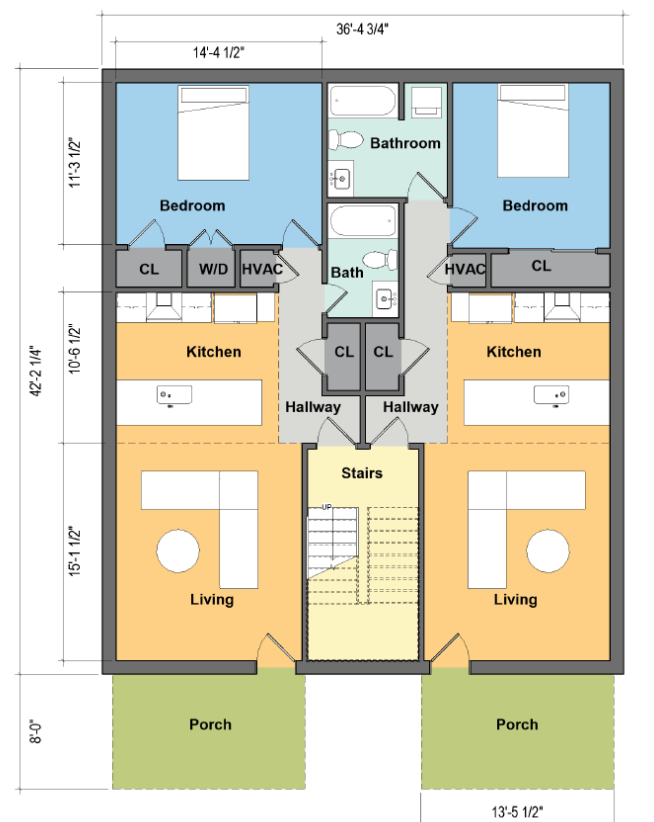 36'-4 3/4"
14'-4 1/2"
11'-3 1/2"
Bathroom
Bedroom
Bedroom
CL
W/D
HVAC
Bath
HVAC
CL
42'-2 1/4"
10'-6 1/2"
Kitchen
CL
CL
Kitchen
Hallway
Hallway
Stairs
UP
15'-1 1/2"
Living
Living
8'-0"
Porch
Porch
13'-5 1/2"